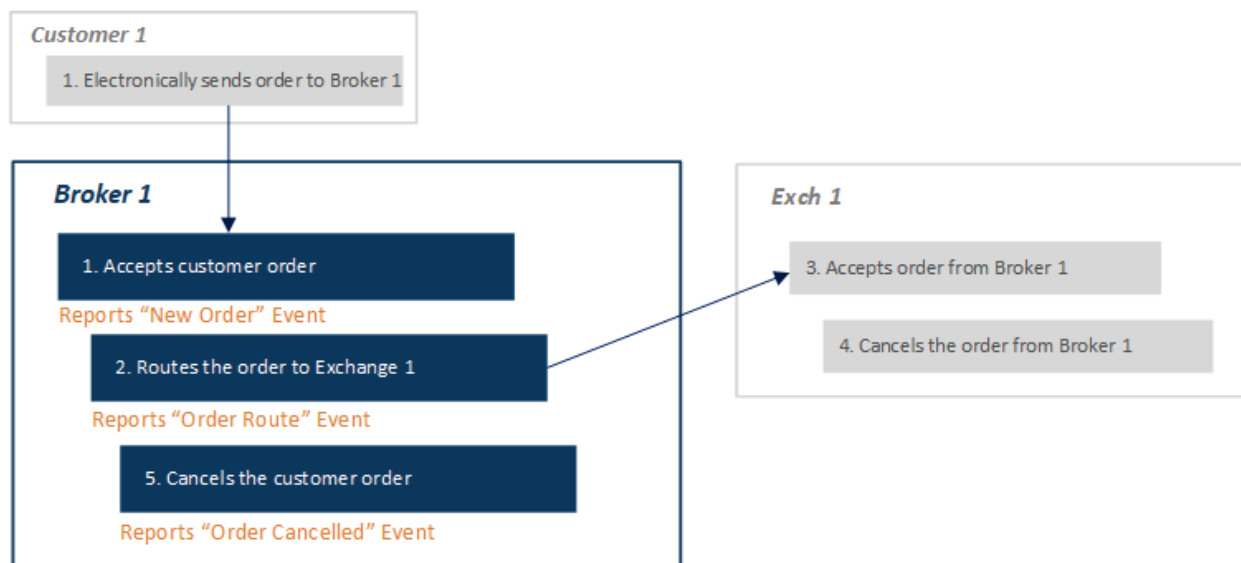 Customer 1
1. Electronically sends order to Broker 1
Broker 1
1. Accepts customer order
Reports “New Order” Event
2. Routes the order to Exchange 1
Reports “Order Route” Event
5. Cancels the customer order
Reports “Order Cancelled” Event
Exch 1
3. Accepts order from Broker 1
4. Cancels the order from Broker 1